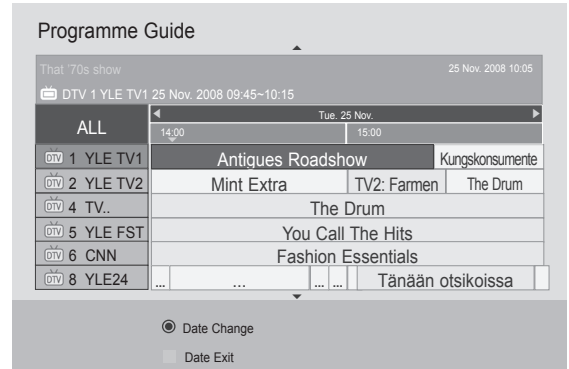 Programme Guide
That '70s show 25 Nov. 2008 10:05
DTV 1 YLE TV1 25 Nov. 2008 09:45~10:15
ALL
Tue. 25 Nov.
14:00 15:00
DTV 1 YLE TV1 Antigues Roadshow Kungskonsumente
DTV 2 YLE TV2 Mint Extra TV2: Farmen The Drum
DTV 4 TV.. The Drum
DTV 5 YLE FST You Call The Hits
DTV 6 CNN Fashion Essentials
DTV 8 YLE24 ... ... ... ... Tänään otsikoissa
Date Change
Date Exit